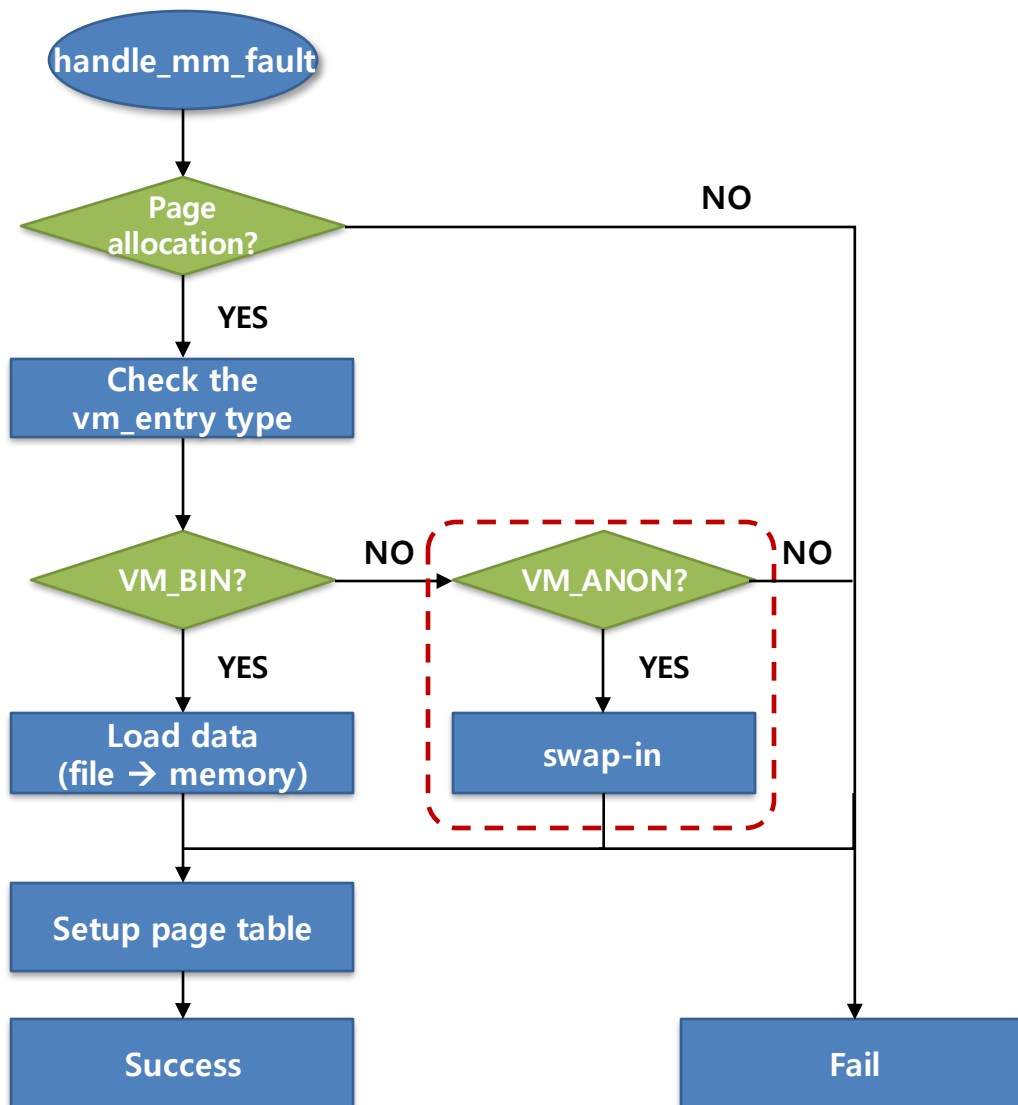 handle_mm_fault
Page
allocation?
NO
YES
Check the
vm_entry type
VM_BIN?
NO
VM_ANON?
NO
YES
YES
Load data
(file → memory)
swap-in
Setup page table
Success
Fail